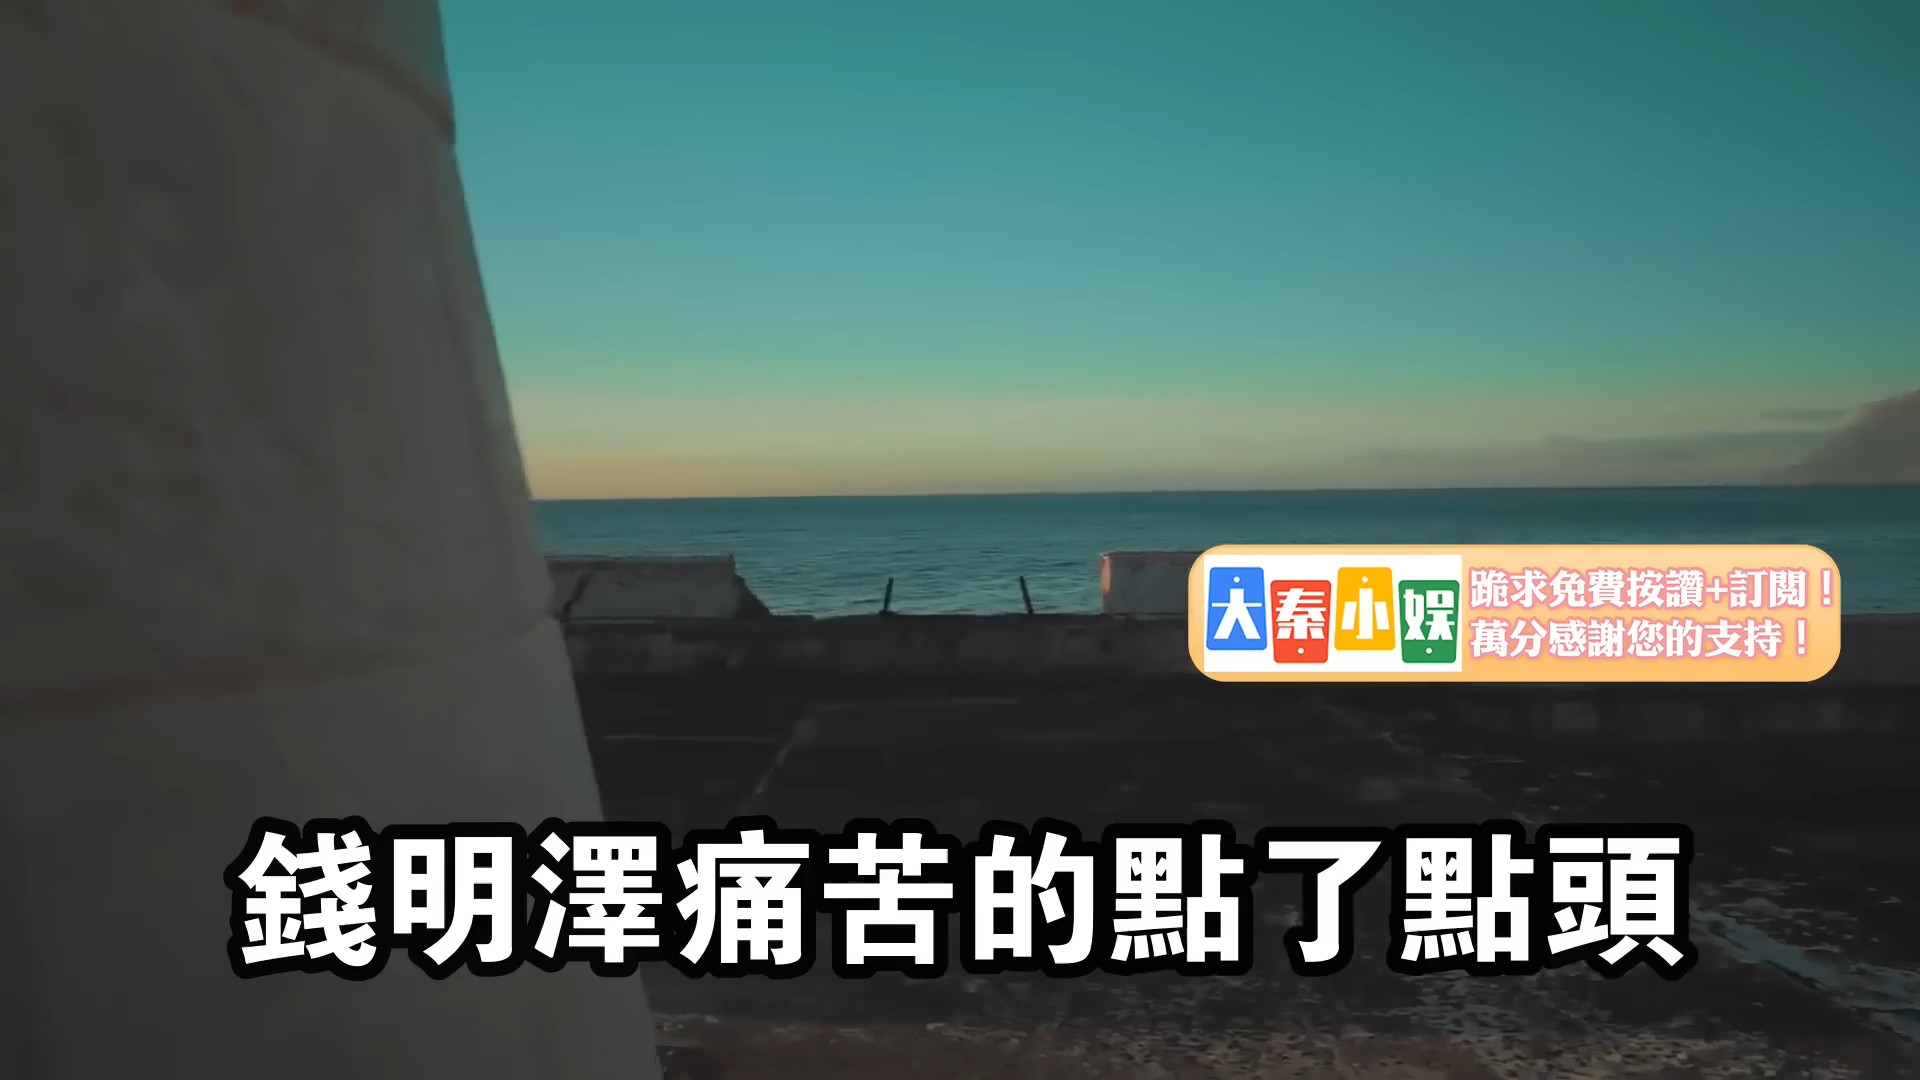 大秦小娱
跪求免費按讚+訂閱！
萬分感謝您的支持！
錢明澤痛苦的點了點頭